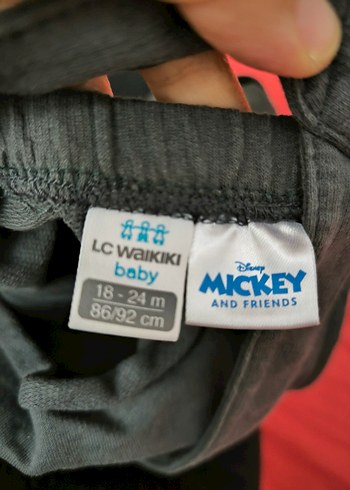 LC WAIKIKI
baby
18 - 24 m
86/92 cm
Disney
MICKEY
AND FRIENDS